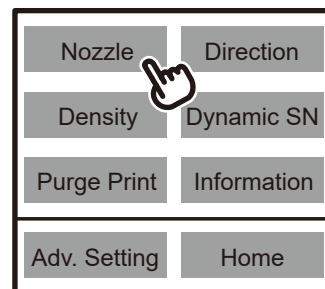 Nozzle Direction
Density Dynamic SN
Purge Print Information
Adv. Setting Home